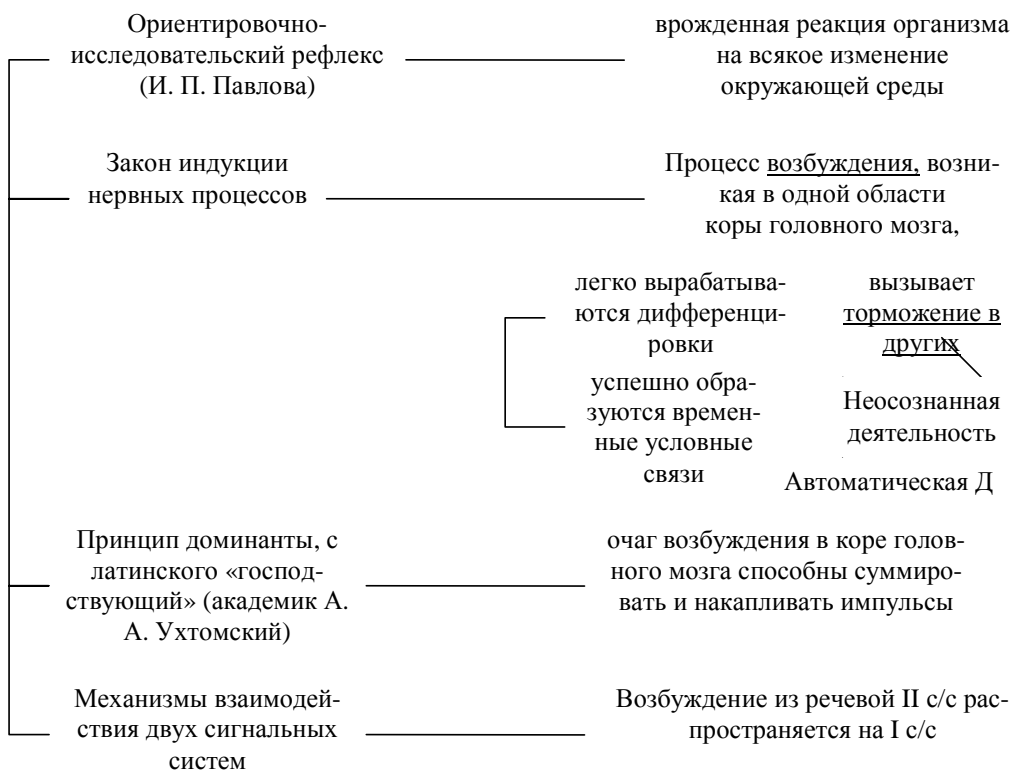 Ориентировочно-
исследовательский рефлекс
(И. П. Павлова)
врожденная реакция организма
на всякое изменение
окружающей среды
Закон индукции
нервных процессов
Процесс возбуждения, возни-
кая в одной области
коры головного мозга,
легко вырабатыва-
ются дифференци-
ровки
вызывает
торможение в
других
успешно обра-
зуются времен-
ные условные
связи
Неосознанная
деятельность
Автоматическая Д
Принцип доминанты, с
латинского «господ-
ствующий» (академик А.
А. Ухтомский)
очаг возбуждения в коре голов-
ного мозга способны суммиро-
вать и накапливать импульсы
Механизмы взаимодей-
ствия двух сигнальных
систем
Возбуждение из речевой II с/с рас-
пространяется на I с/с